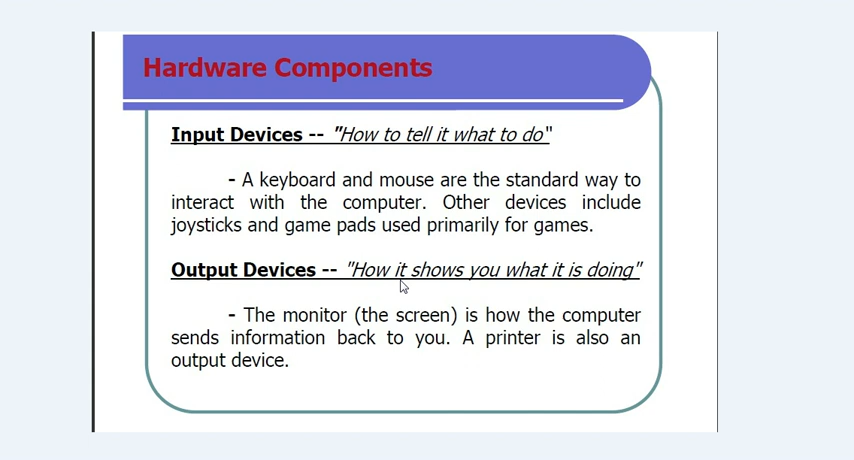 Hardware Components
Input Devices -- "How to tell it what to do"
- A keyboard and mouse are the standard way to
interact with the computer. Other devices include
joysticks and game pads used primarily for games.
Output Devices -- "How it shows you what it is doing"
- The monitor (the screen) is how the computer
sends information back to you. A printer is also an
output device.